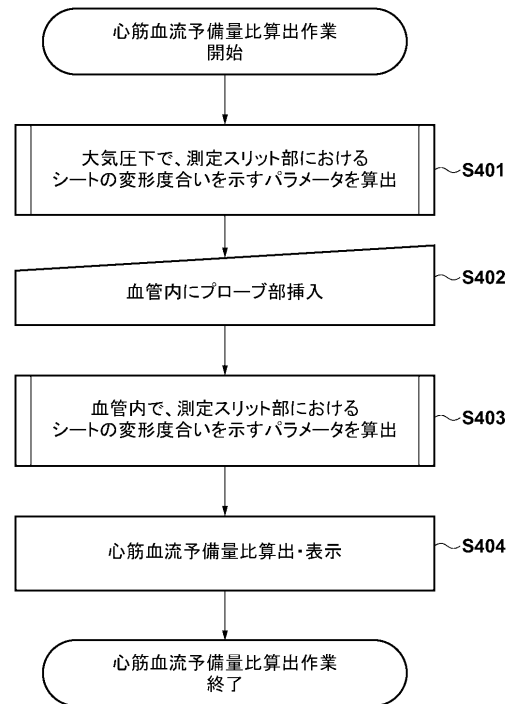 心筋血流予備量比算出作業
開始
大気圧下で、測定スリット部における
シートの変形度合いを示すパラメータを算出
S401
血管内にプローブ部挿入
S402
血管内で、測定スリット部における
シートの変形度合いを示すパラメータを算出
S403
心筋血流予備量比算出・表示
S404
心筋血流予備量比算出作業
終了